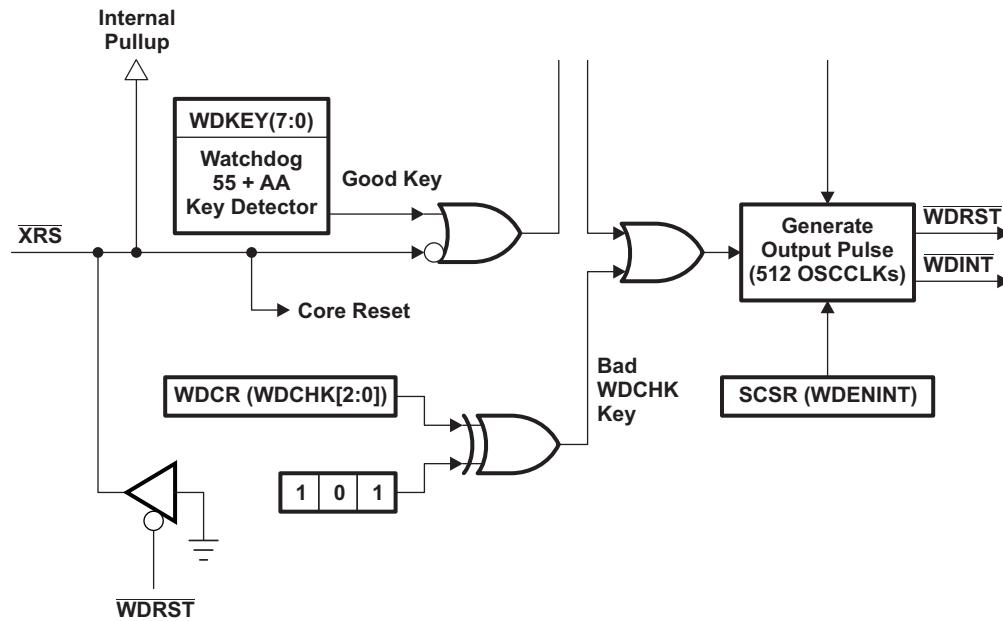 Internal
Pullup
WDKEY(7:0)
Watchdog
55 + AA
Key Detector
Good Key
XRS
Core Reset
Generate
Output Pulse
(512 OSCCLKs)
WDRST
WDINT
WDCR (WDCHK[2:0])
Bad
WDCHK
Key
SCSR (WDENINT)
1 0 1
WDRST